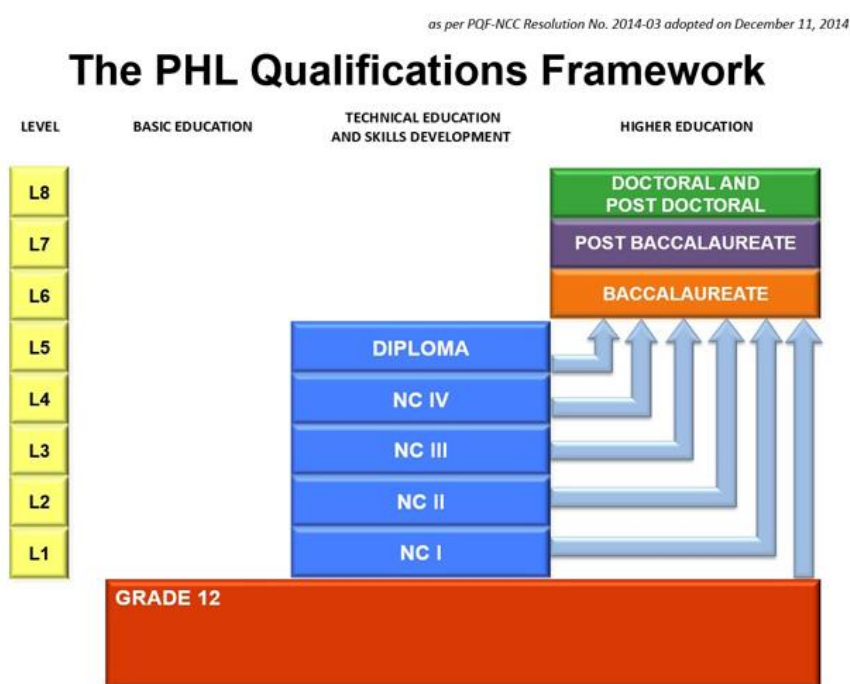 as per PQF-NCC Resolution No. 2014-03 adopted on December 11, 2014
The PHL Qualifications Framework
LEVEL
BASIC EDUCATION
TECHNICAL EDUCATION
AND SKILLS DEVELOPMENT
HIGHER EDUCATION
L8
DOCTORAL AND
POST DOCTORAL
L7
POST BACCALAUREATE
L6
BACCALAUREATE
L5
DIPLOMA
L4
NC IV
L3
NC III
L2
NC II
L1
NC I
GRADE 12